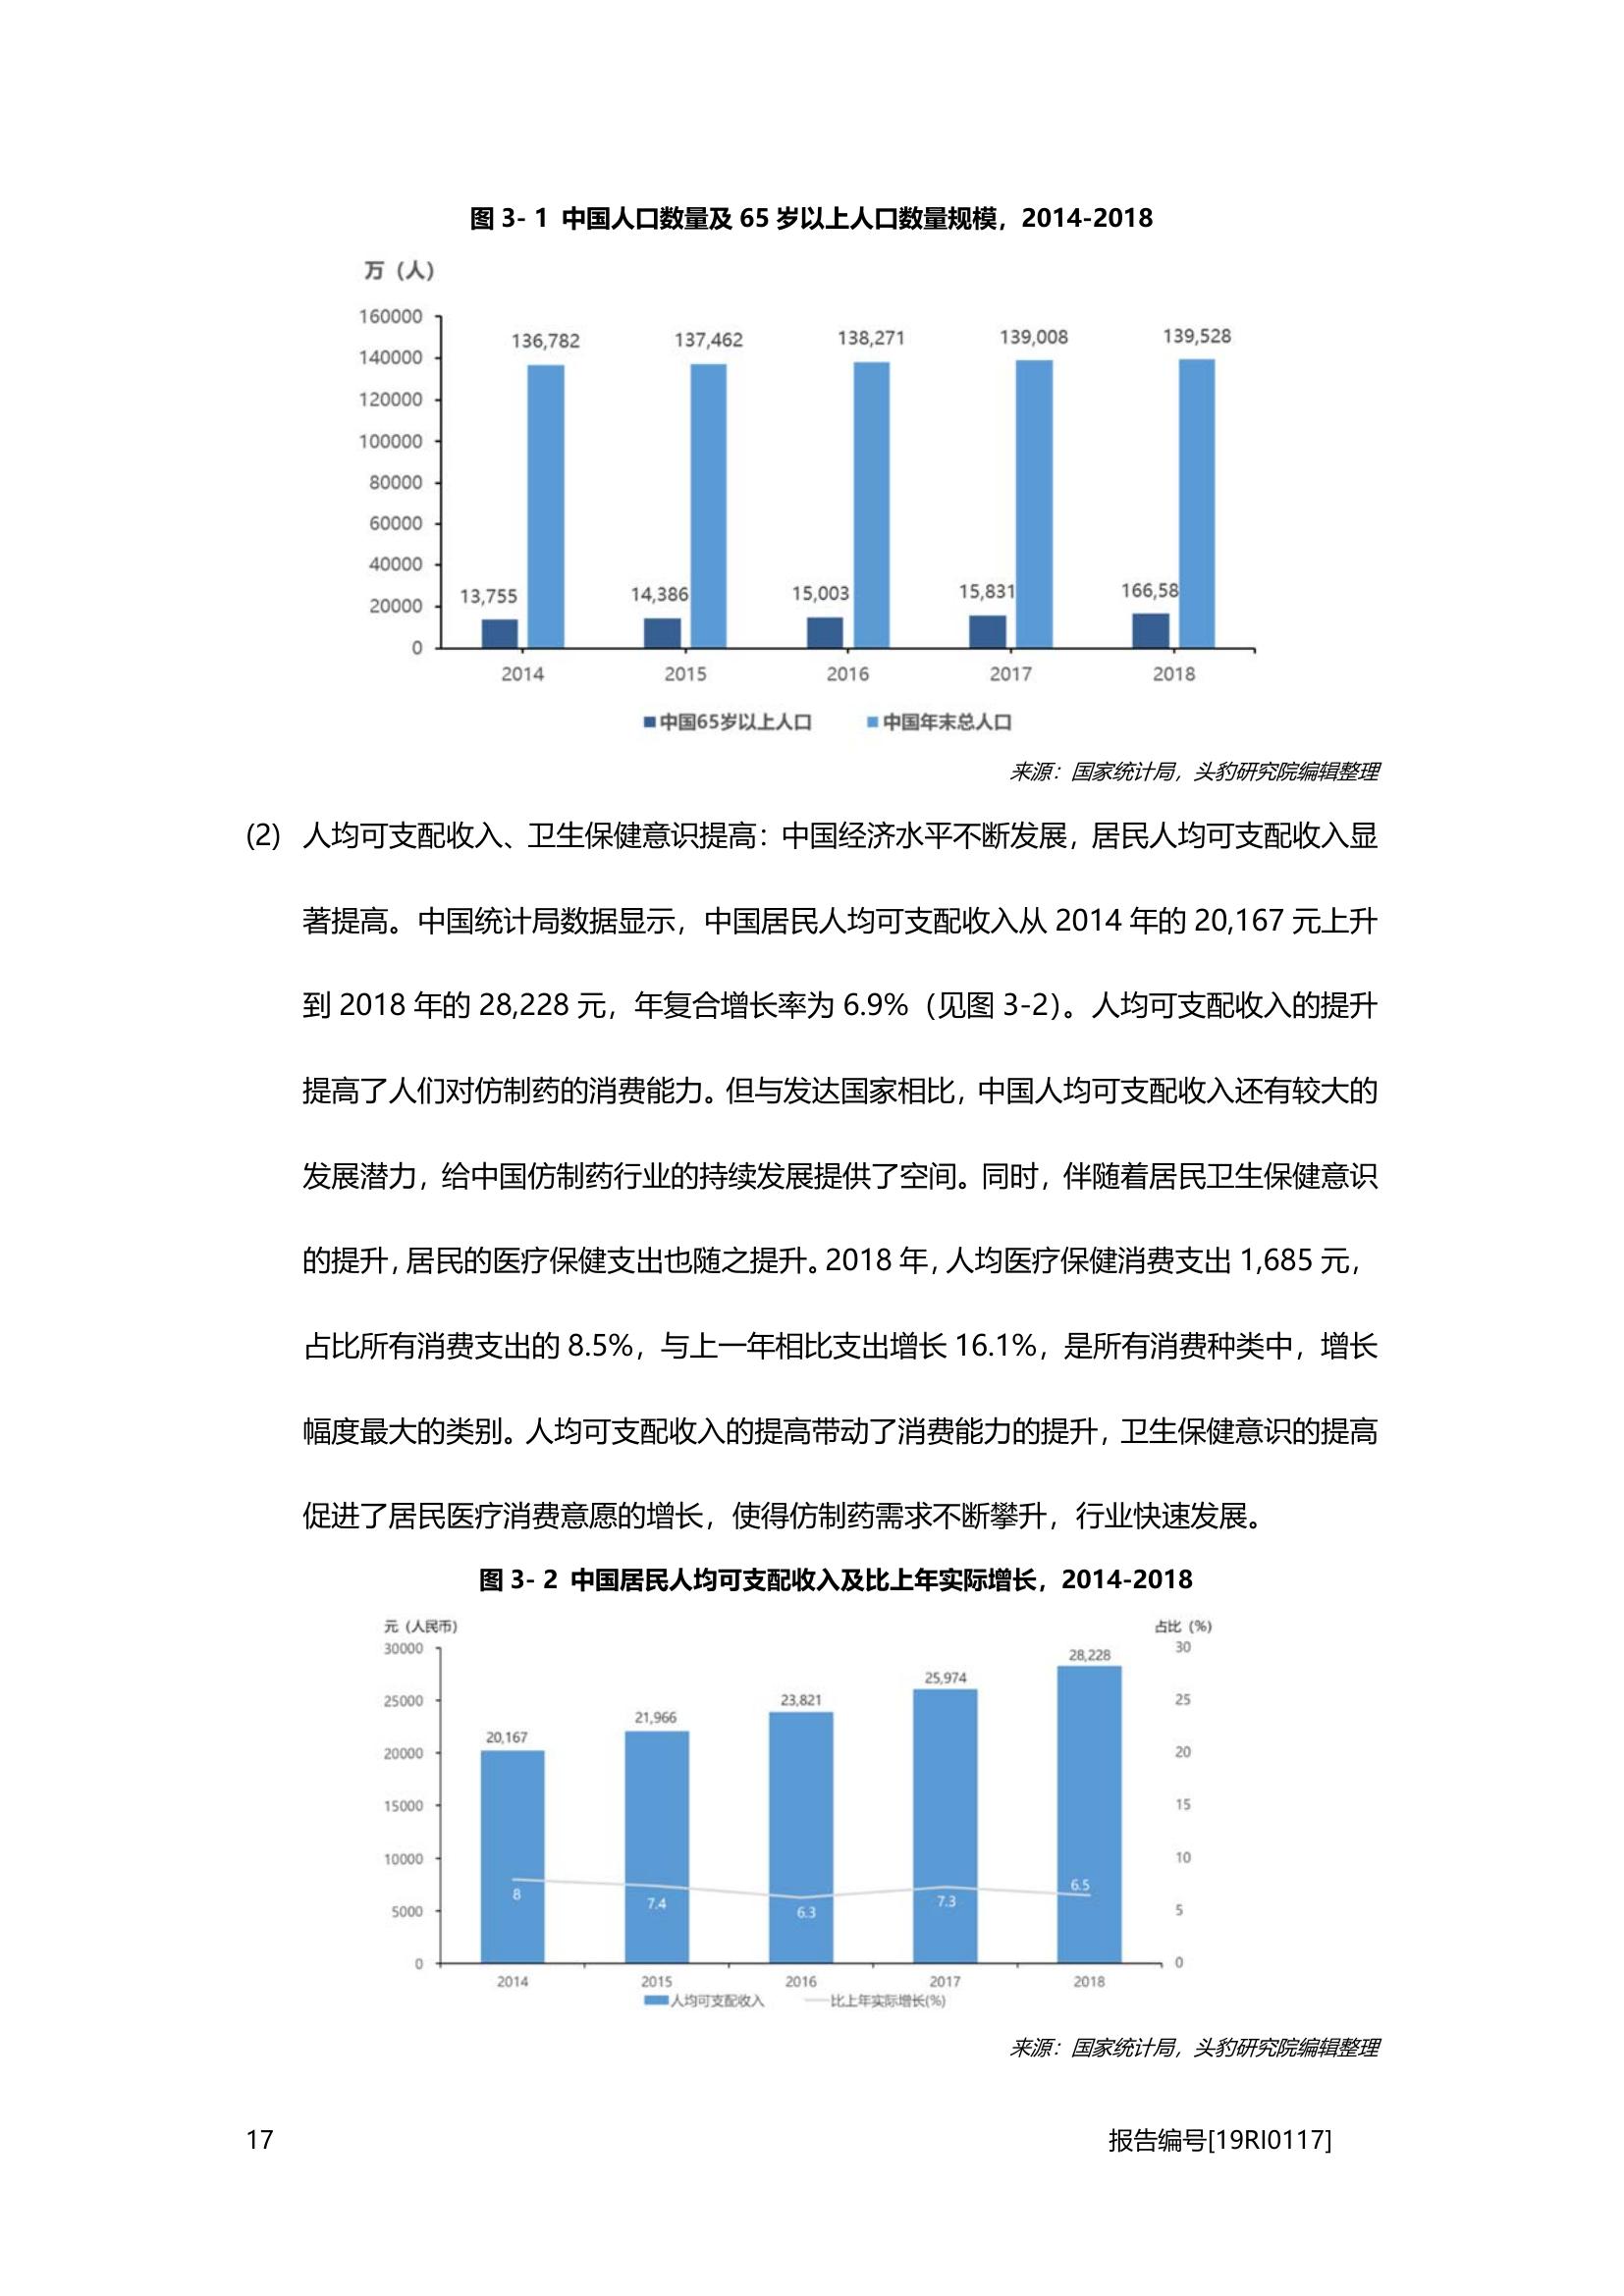 图 3- 1 中国人口数量及 65 岁以上人口数量规模，2014-2018
万（人）
160000
140000
120000
100000
80000
60000
40000
20000
0
136,782
137,462
138,271
139,008
139,528
13,755
14,386
15,003
15,831
166,58
2014
2015
2016
2017
2018
中国65岁以上人口
中国年末总人口
来源：国家统计局，头豹研究院编辑整理
(2) 人均可支配收入、卫生保健意识提高：中国经济水平不断发展，居民人均可支配收入显
著提高。中国统计局数据显示，中国居民人均可支配收入从 2014 年的 20,167 元上升
到 2018 年的 28,228 元，年复合增长率为 6.9%（见图 3-2）。人均可支配收入的提升
提高了人们对仿制药的消费能力。但与发达国家相比，中国人均可支配收入还有较大的
发展潜力，给中国仿制药行业的持续发展提供了空间。同时，伴随着居民卫生保健意识
的提升，居民的医疗保健支出也随之提升。2018 年，人均医疗保健消费支出 1,685 元，
占比所有消费支出的 8.5%，与上一年相比支出增长 16.1%，是所有消费种类中，增长
幅度最大的类别。人均可支配收入的提高带动了消费能力的提升，卫生保健意识的提高
促进了居民医疗消费意愿的增长，使得仿制药需求不断攀升，行业快速发展。
图 3- 2 中国居民人均可支配收入及比上年实际增长，2014-2018
元（人民币）
占比（%）
30000
25000
20000
15000
10000
5000
0
20,167
21,966
23,821
25,974
28,228
8
7.4
6.3
7.3
6.5
30
25
20
15
10
5
0
2014
2015
2016
2017
2018
人均可支配收入
比上年实际增长(%)
来源：国家统计局，头豹研究院编辑整理
17
报告编号[19RI0117]